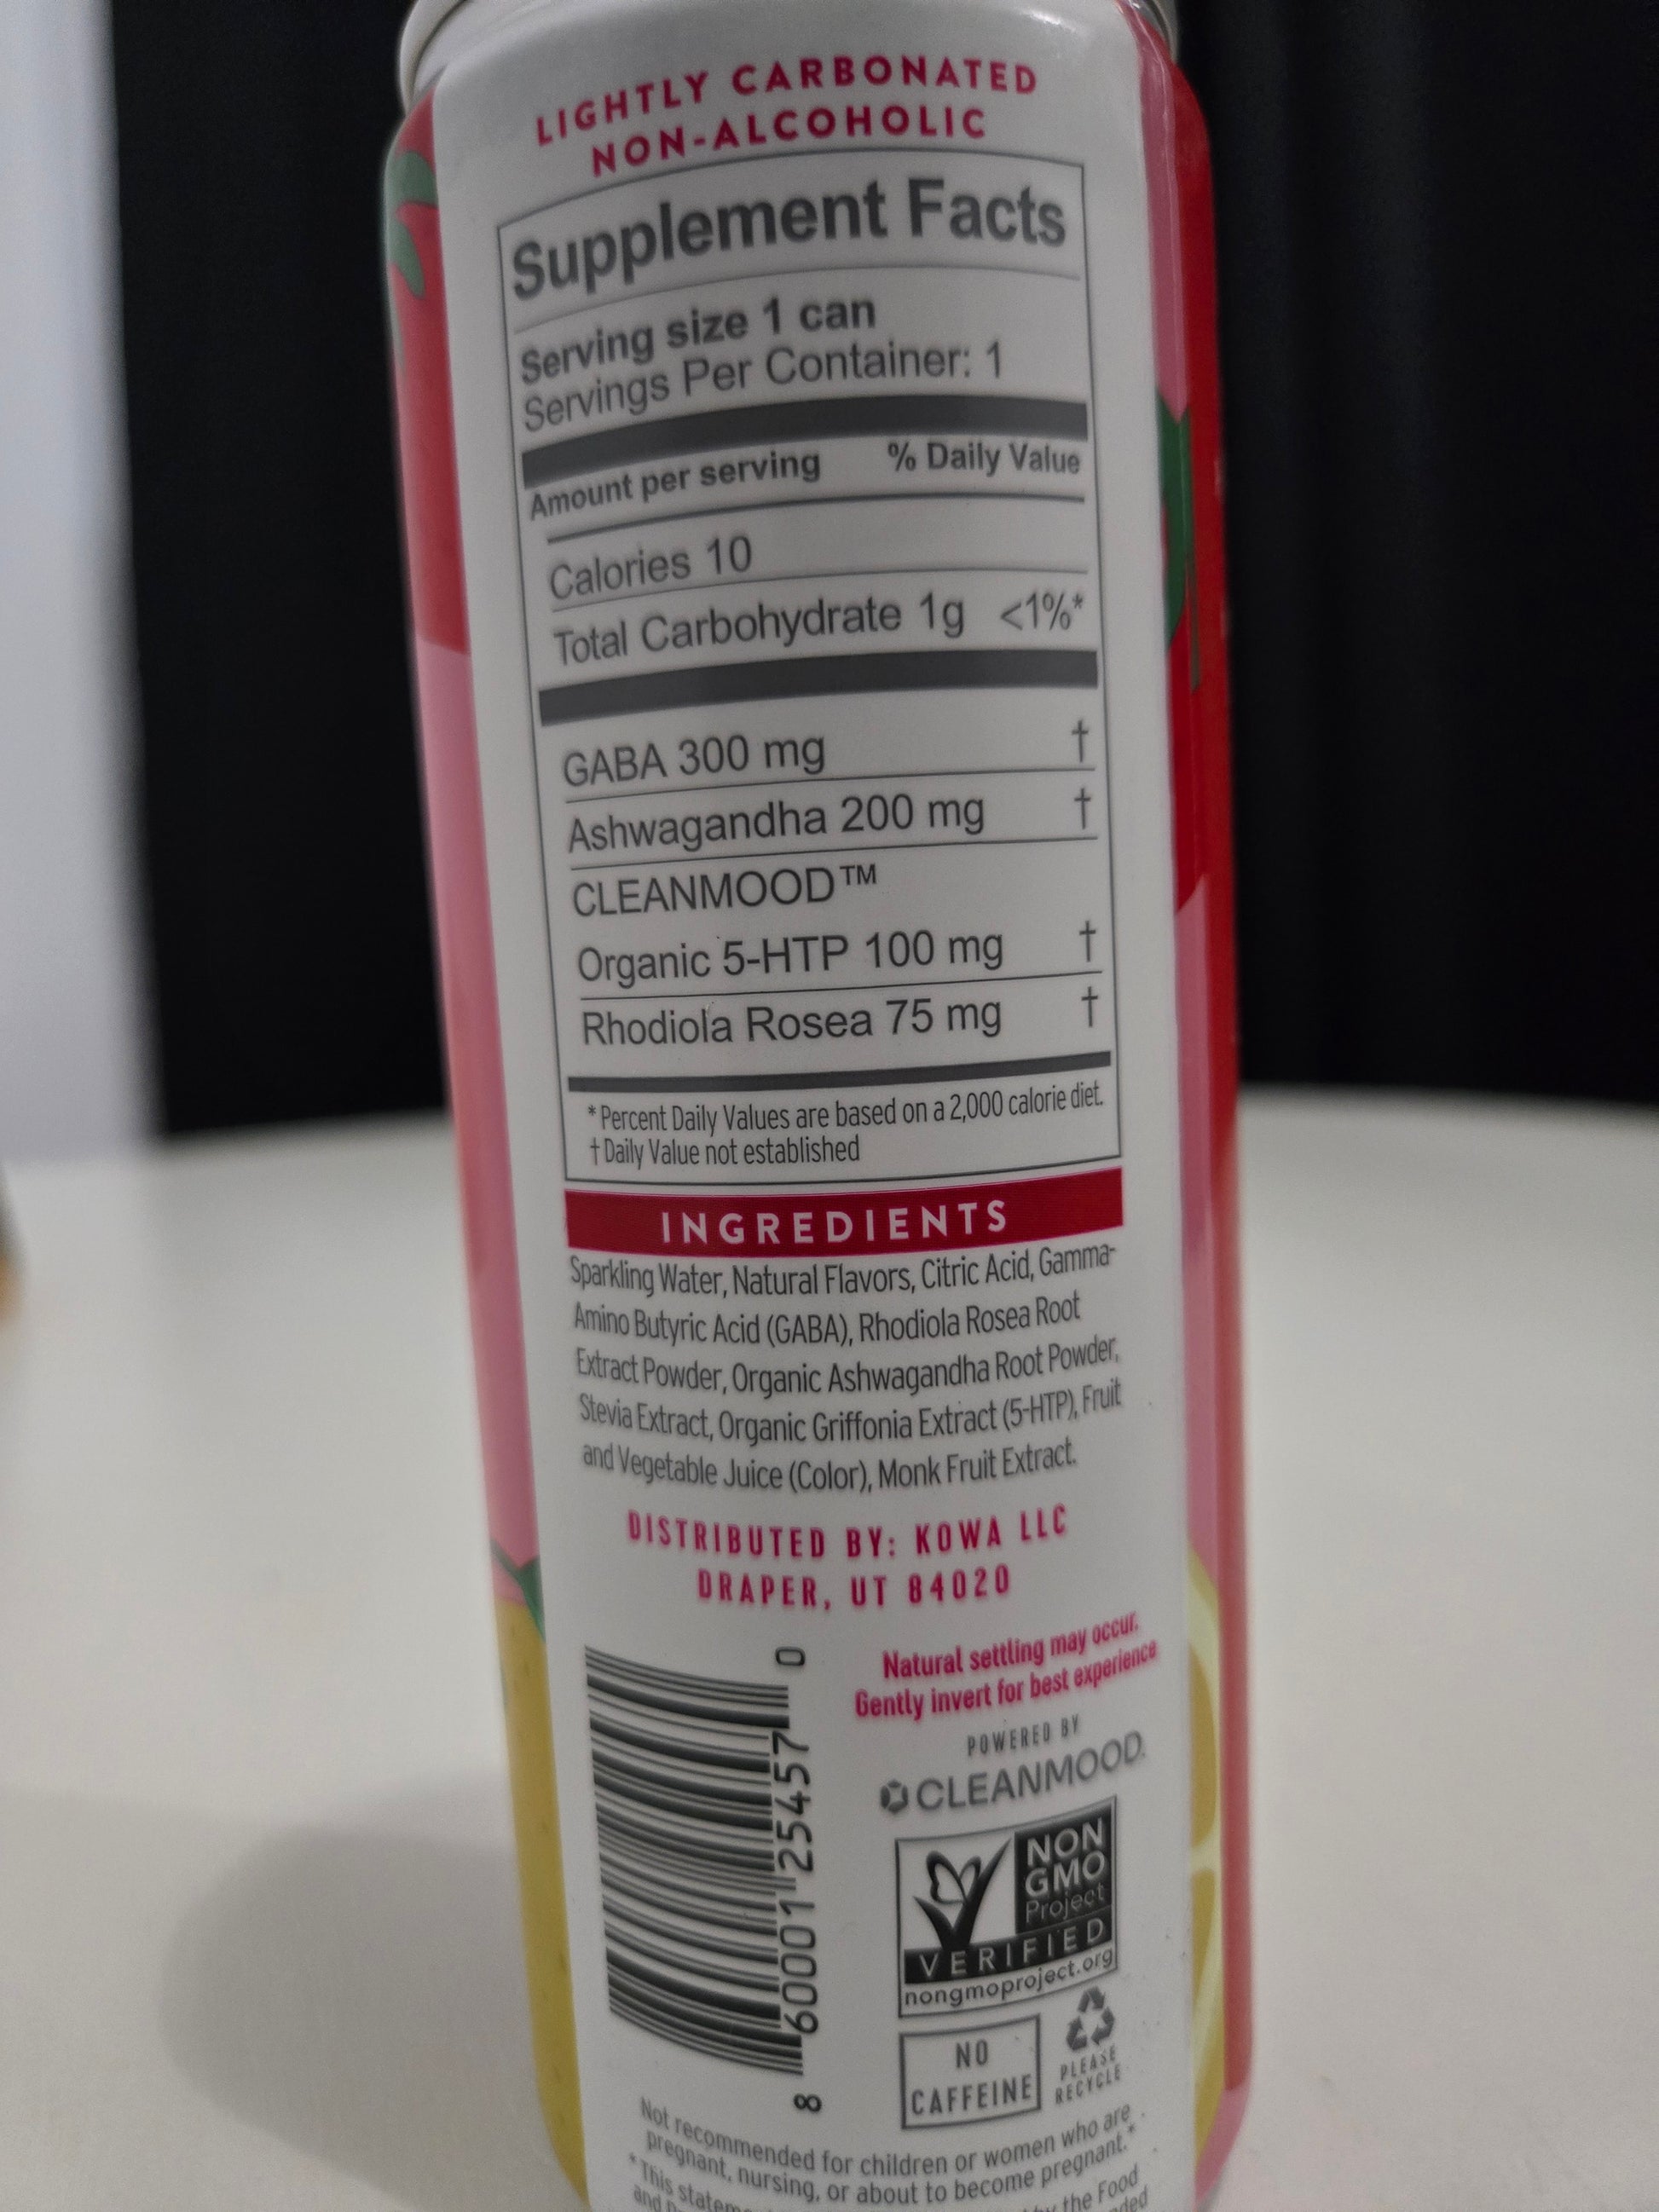 LIGHTLY CARBONATED
NON-ALCOHOLIC
Supplement Facts
Serving size 1 can
Servings Per Container: 1
Amount per serving % Daily Value
Calories 10
Total Carbohydrate 1g <1%*
GABA 300 mg †
Ashwagandha 200 mg †
CLEANMOOD™
Organic 5-HTP 100 mg †
Rhodiola Rosea 75 mg †
*Percent Daily Values are based on a 2,000 calorie diet.
†Daily Value not established
INGREDIENTS
Sparkling Water, Natural Flavors, Citric Acid, Gamma-
Amino Butyric Acid (GABA), Rhodiola Rosea Root
Extract Powder, Organic Ashwagandha Root Powder,
Stevia Extract, Organic Griffonia Extract (5-HTP), Fruit
and Vegetable Juice (Color), Monk Fruit Extract.
DISTRIBUTED BY: KOWA LLC
DRAPER, UT 84020
Natural settling may occur.
Gently invert for best experience
POWERED BY
CLEANMOOD
8 60001 25457 0
NON
GMO
Project
VERIFIED
nongmoproject.org
NO
CAFFEINE
PLEASE
RECYCLE
Not recommended for children or women who are
pregnant, nursing, or about to become pregnant.*
*This the Food
and